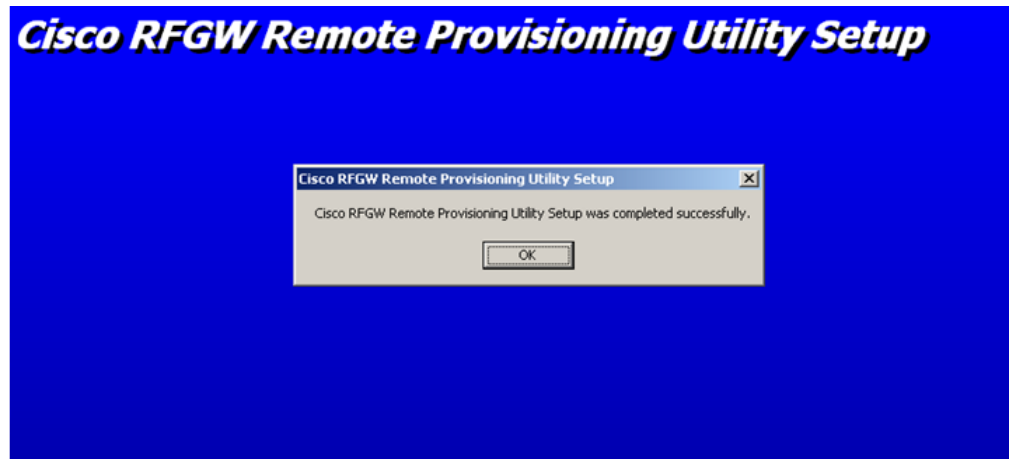 Cisco RFGW Remote Provisioning Utility Setup
Cisco RFGW Remote Provisioning Utility Setup
Cisco RFGW Remote Provisioning Utility Setup was completed successfully.
OK